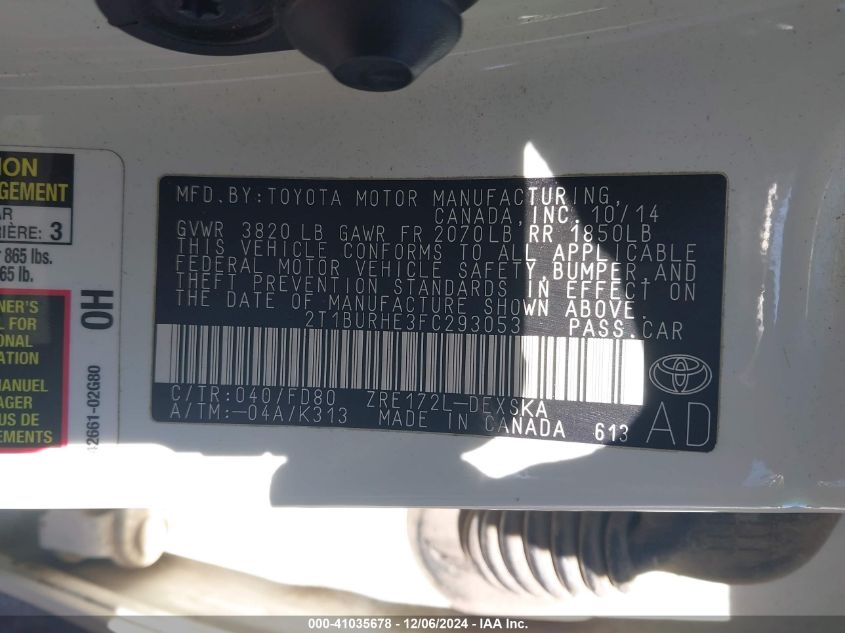 MFD. BY: TOYOTA MOTOR MANUFACTURING,
CANADA, INC. 10/14
GVWR 3820 LB GAWR FR 2070LB RR 1850LB
THIS VEHICLE CONFORMS TO ALL APPLICABLE
FEDERAL MOTOR VEHICLE SAFETY, BUMPER, AND
THEFT PREVENTION STANDARDS IN EFFECT ON
THE DATE OF MANUFACTURE SHOWN ABOVE.
2T1BURHE3FC293053 PASS. CAR
C/TR: 040/FD80 ZRE172L-DEXSKA
A/TM: -04A/K313 MADE IN CANADA 613
AD
ION
GEMENT
AR
RIÈRE: 3
865 lbs.
65 lb.
NER'S
L FOR
ONAL
TION
MANUEL
AGER
US DE
EMENTS
OH
42661-02G80
000-41035678 - 12/06/2024 - IAA Inc.